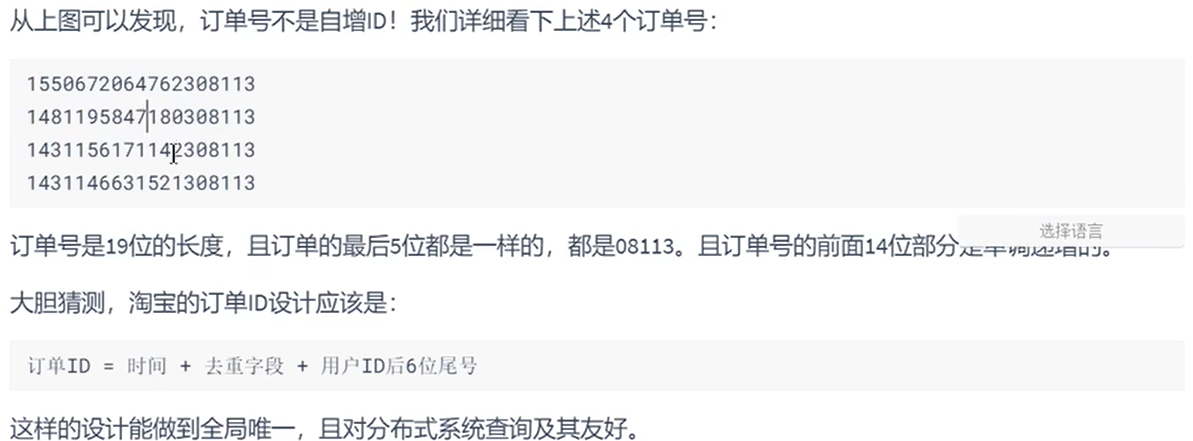 从上图可以发现，订单号不是自增ID！我们详细看下上述4个订单号：
1550672064762308113
1481195847180308113
1431156171142308113
1431146631521308113
选择语言
订单号是19位的长度，且订单的最后5位都是一样的，都是08113。且订单号的前面14位部分是单调递增的。
大胆猜测，淘宝的订单ID设计应该是：
订单ID = 时间 + 去重字段 + 用户ID后6位尾号
这样的设计能做到全局唯一，且对分布式系统查询及其友好。